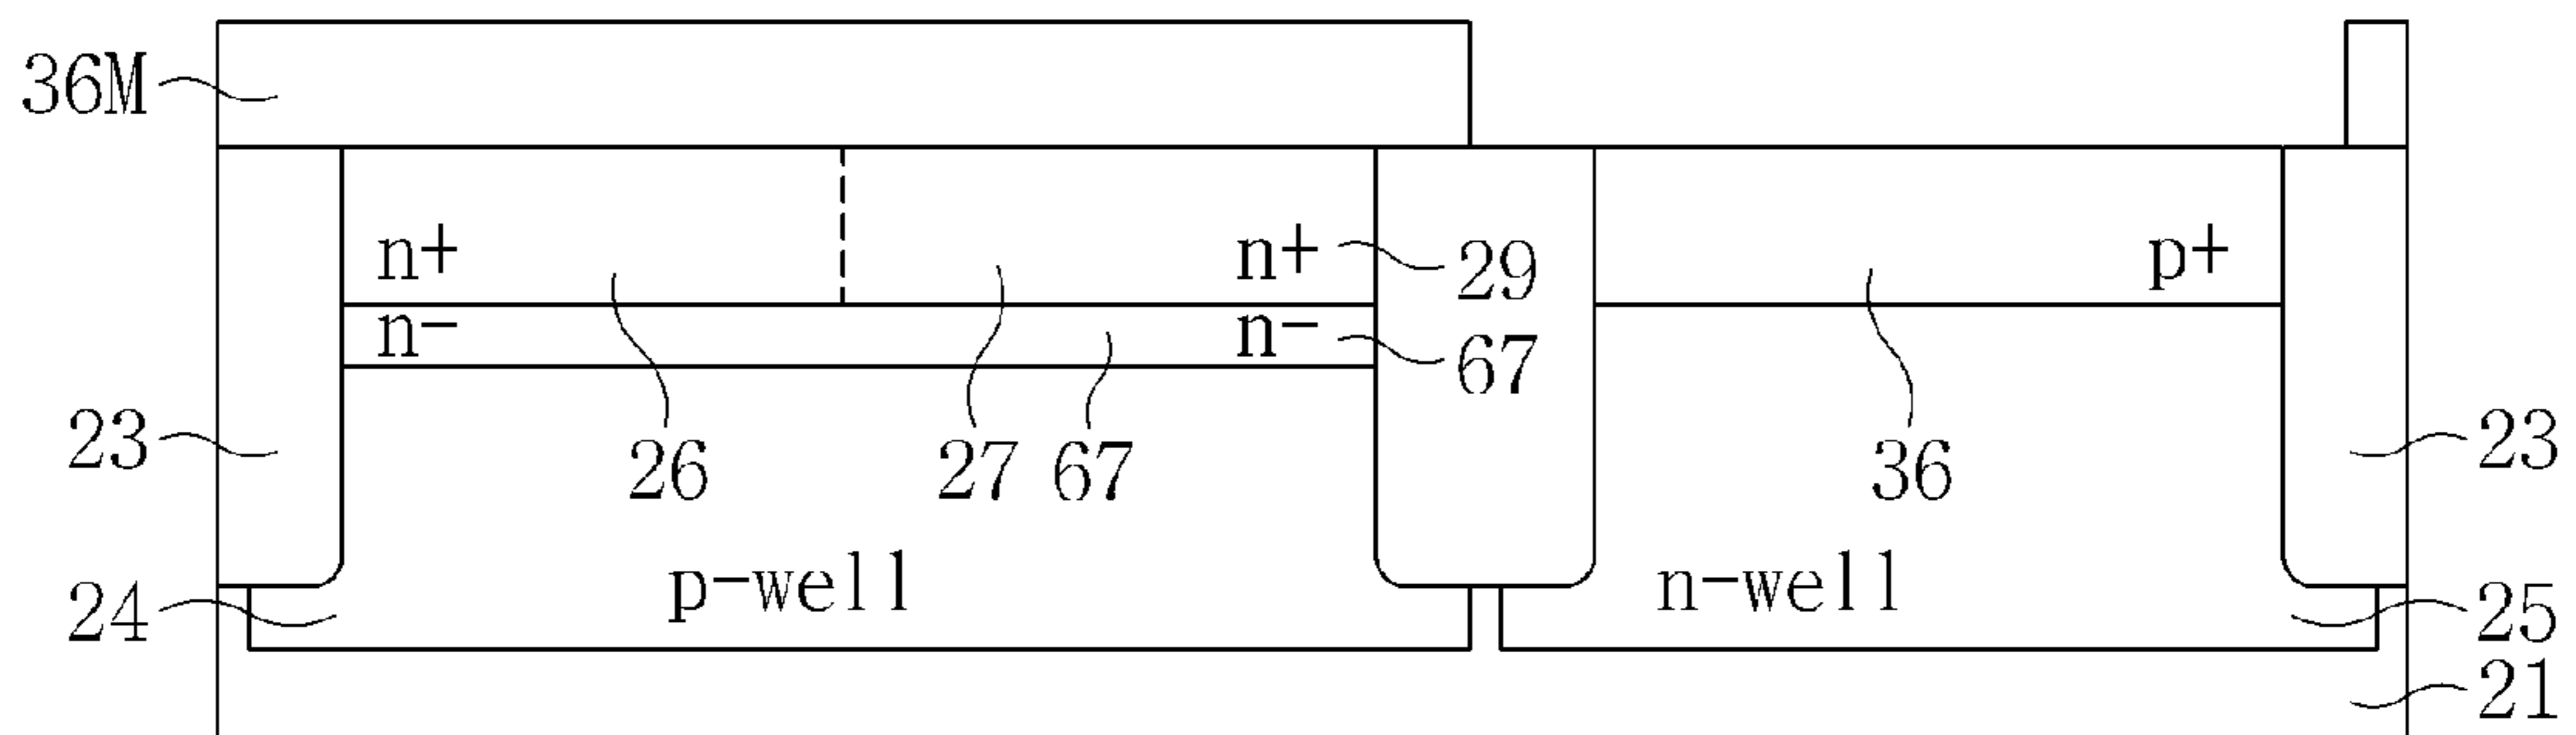 36M
n+ n+ 29 p+
n- n- 67
23 26 27 67 36 23
p-well n-well
24 25
21